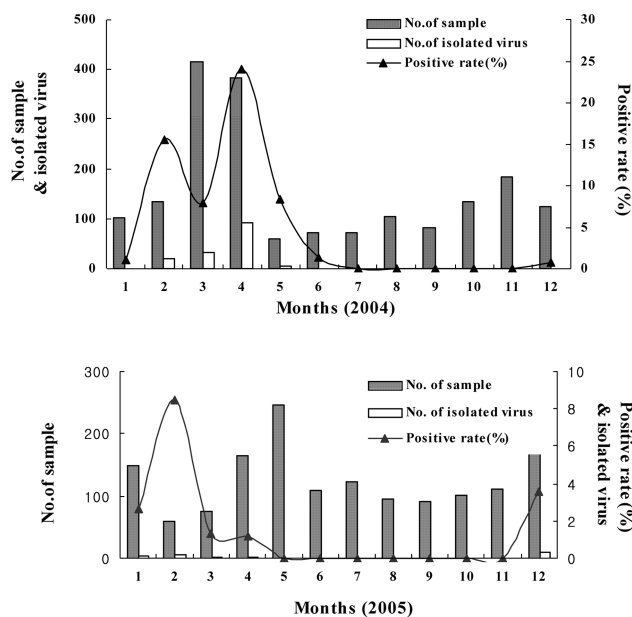 No.of sample
& isolated virus
500
400
300
200
100
0
No.of sample
No.of isolated virus
Positive rate(%)
30
25
20
15
10
5
0
Positive rate (%)
1 2 3 4 5 6 7 8 9 10 11 12
Months (2004)
No.of sample
300
200
100
0
No. of sample
No. of isolated virus
Positive rate(%)
10
8
6
4
2
0
Positive rate(%)
& isolated virus
1 2 3 4 5 6 7 8 9 10 11 12
Months (2005)